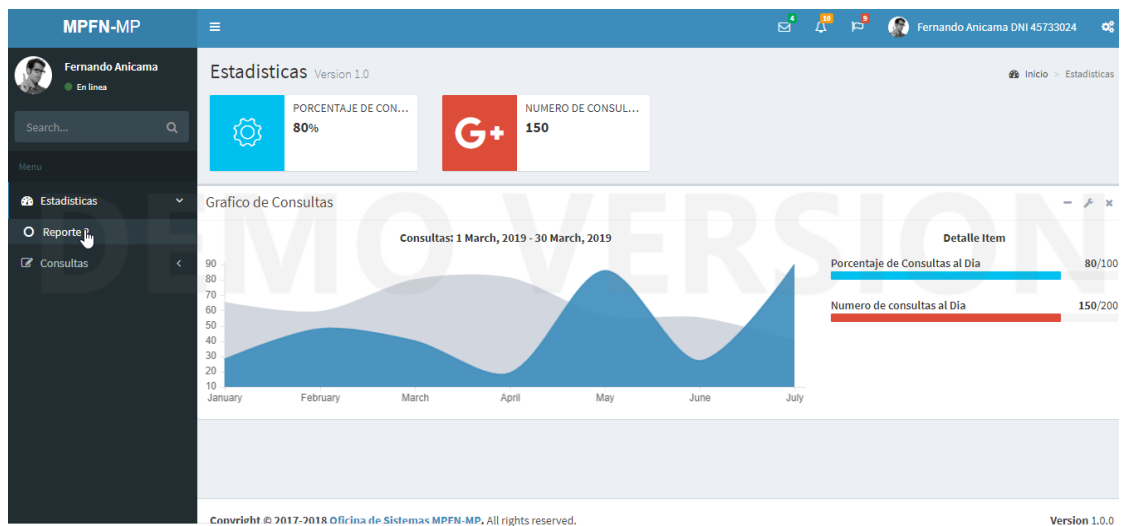 MPFN-MP
4
10
9
Fernando Anicama DNI 45733024
Fernando Anicama
En linea
Search...
Menu
Estadisticas
Reporte
Consultas
Estadisticas Version 1.0
Inicio > Estadisticas
PORCENTAJE DE CON...
80%
G+
NUMERO DE CONSUL...
150
DEMO VERSION
Grafico de Consultas
Consultas: 1 March, 2019 - 30 March, 2019
90
80
70
60
50
40
30
20
10
January February March April May June July
Detalle Item
Porcentaje de Consultas al Dia 80/100
Numero de consultas al Dia 150/200
Copyright © 2017-2018 Oficina de Sistemas MPFN-MP. All rights reserved.
Version 1.0.0